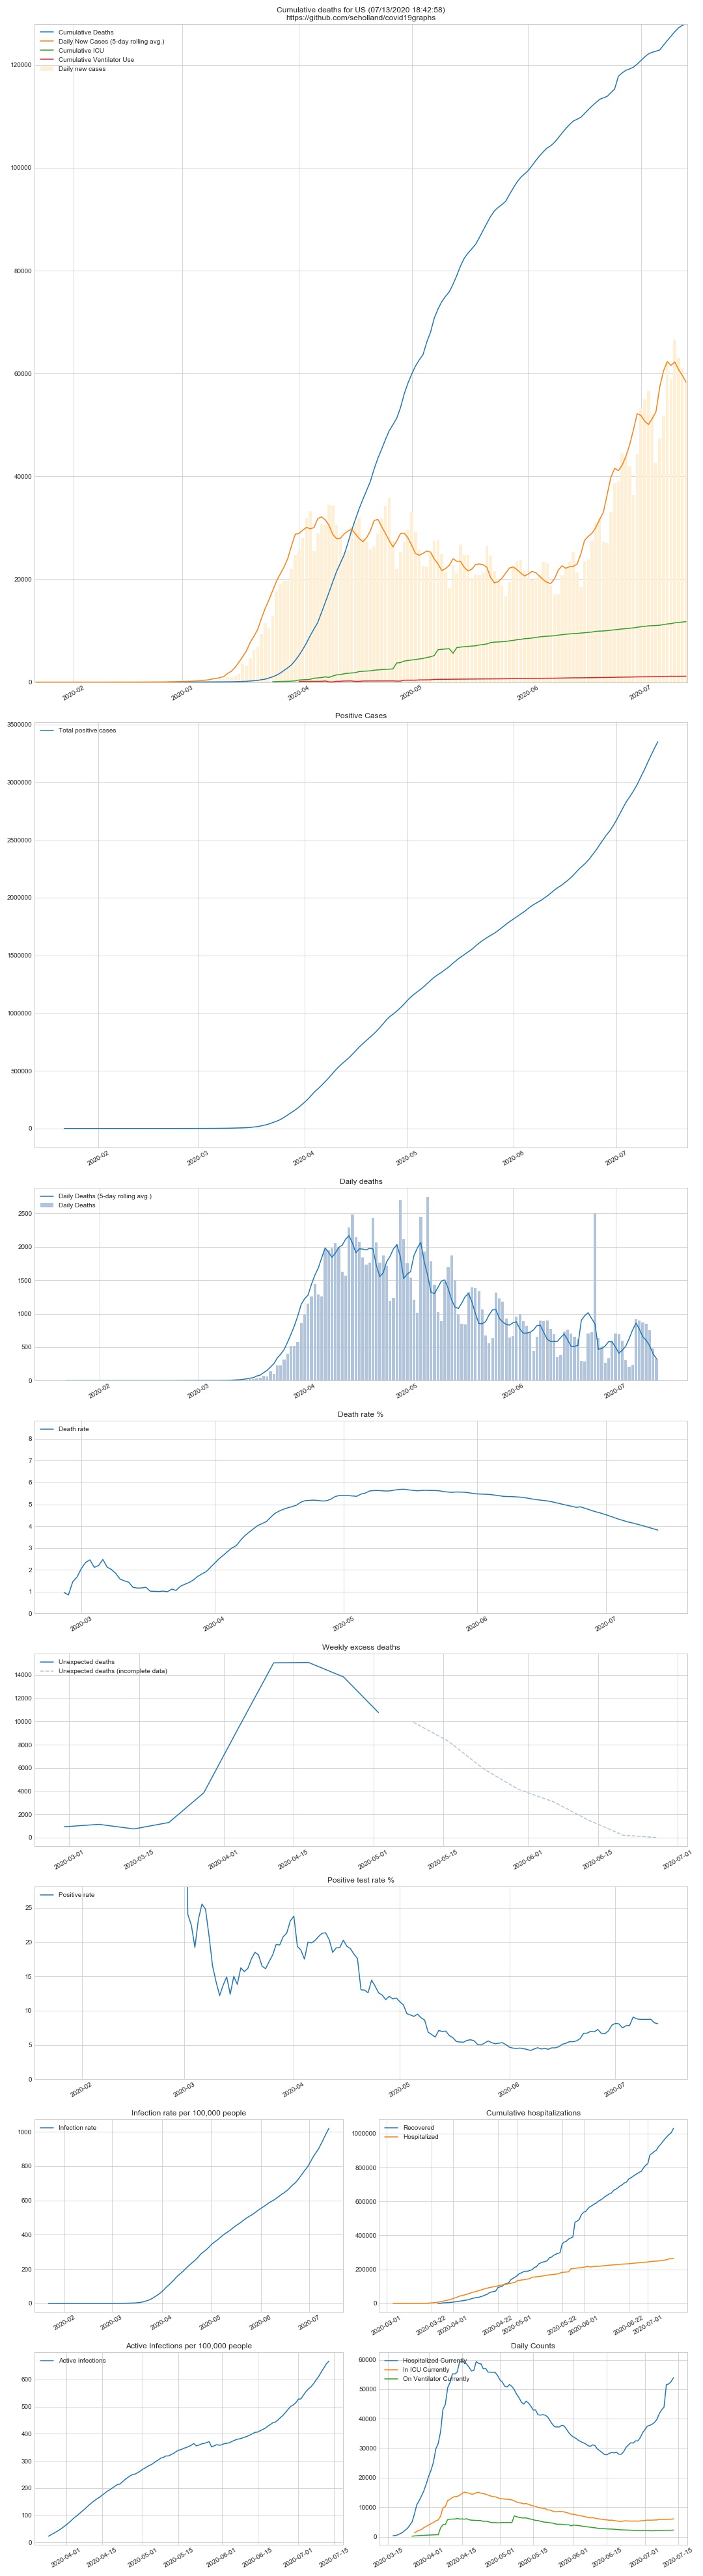 Cumulative deaths for US (07/13/2020 18:42:58)
https://github.com/seholland/covid19graphs
Cumulative Deaths
Daily New Cases (5-day rolling avg.)
Cumulative ICU
Cumulative Ventilator Use
Daily new cases
120000
100000
80000
60000
40000
20000
0
2020-02 2020-03 2020-04 2020-05 2020-06 2020-07
Positive Cases
Total positive cases
3500000
3000000
2500000
2000000
1500000
1000000
500000
0
2020-02 2020-03 2020-04 2020-05 2020-06 2020-07
Daily deaths
Daily Deaths (5-day rolling avg.)
Daily Deaths
2500
2000
1500
1000
500
0
2020-02 2020-03 2020-04 2020-05 2020-06 2020-07
Death rate %
Death rate
8
7
6
5
4
3
2
1
0
2020-03 2020-04 2020-05 2020-06 2020-07
Weekly excess deaths
Unexpected deaths
Unexpected deaths (incomplete data)
14000
12000
10000
8000
6000
4000
2000
0
2020-03-01 2020-03-15 2020-04-01 2020-04-15 2020-05-01 2020-05-15 2020-06-01 2020-06-15 2020-07-01
Positive test rate %
Positive rate
25
20
15
10
5
0
2020-02 2020-03 2020-04 2020-05 2020-06 2020-07
Infection rate per 100,000 people
Infection rate
1000
800
600
400
200
0
2020-02 2020-03 2020-04 2020-05 2020-06 2020-07
Cumulative hospitalizations
Recovered
Hospitalized
1000000
800000
600000
400000
200000
0
2020-03-01 2020-03-22 2020-04-01 2020-04-22 2020-05-01 2020-05-22 2020-06-01 2020-06-22 2020-07-01
Active Infections per 100,000 people
Active infections
600
500
400
300
200
100
0
2020-04-01 2020-04-15 2020-05-01 2020-05-15 2020-06-01 2020-06-15 2020-07-01 2020-07-15
Daily Counts
Hospitalized Currently
In ICU Currently
On Ventilator Currently
60000
50000
40000
30000
20000
10000
0
2020-03-15 2020-04-01 2020-04-15 2020-05-01 2020-05-15 2020-06-01 2020-06-15 2020-07-01 2020-07-15